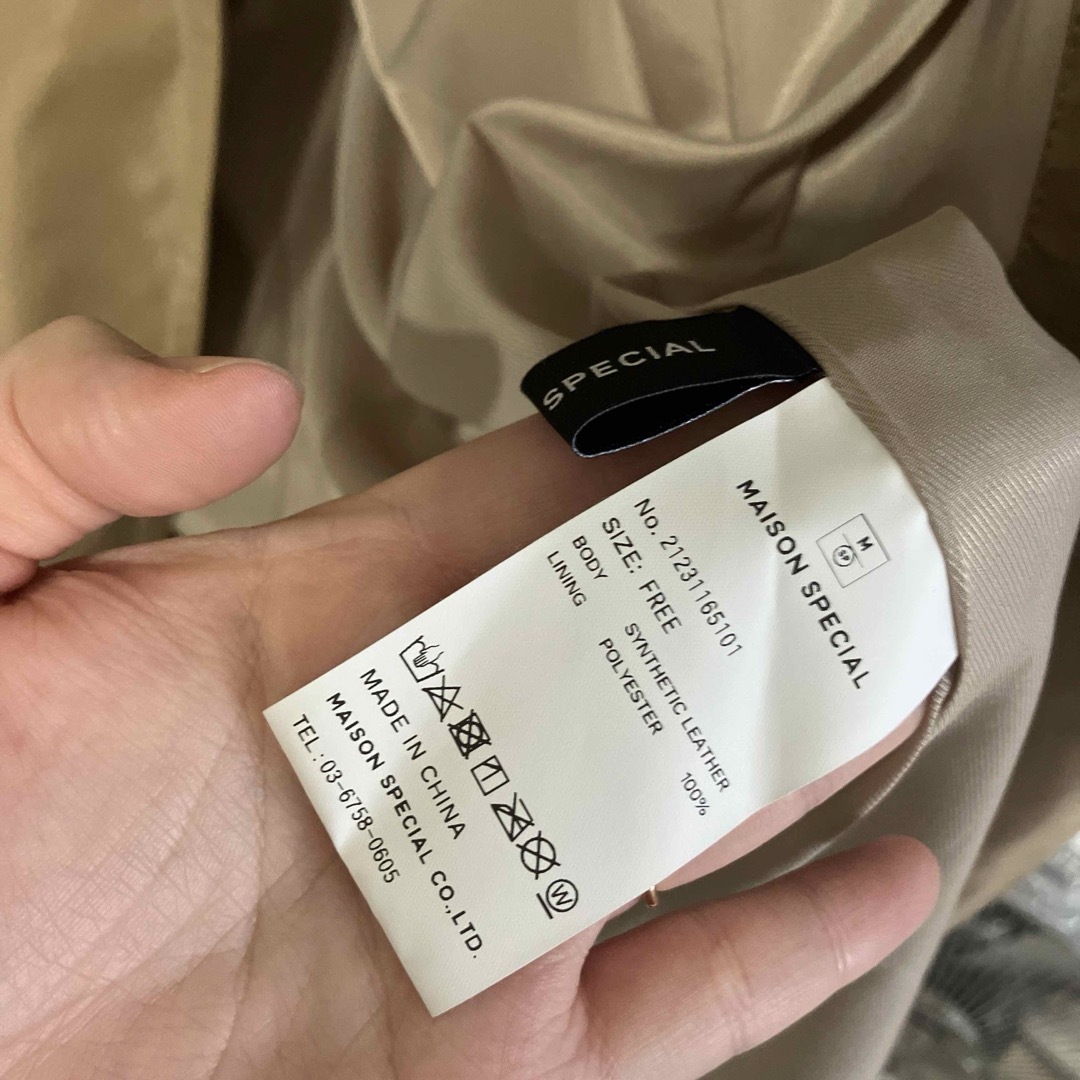 SPECIAL
M
SP
MAISON SPECIAL
No. 21231165101
SIZE: FREE
BODY SYNTHETIC LEATHER
LINING POLYESTER 100%
W
MADE IN CHINA
MAISON SPECIAL CO.,LTD.
TEL : 03-6758-0605